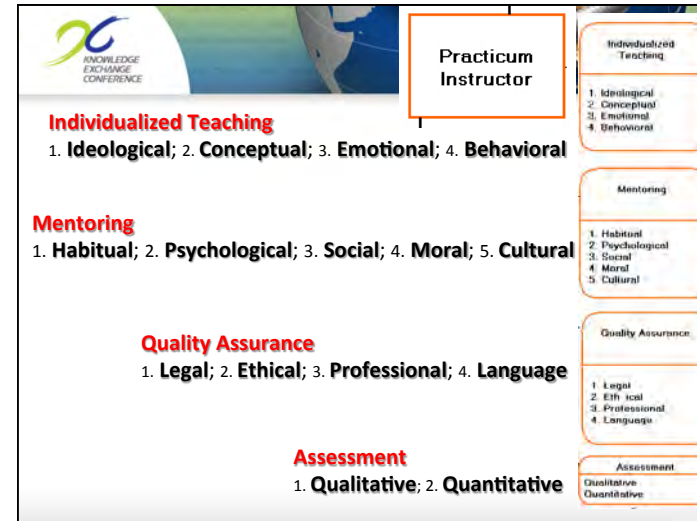 KNOWLEDGE
EXCHANGE
CONFERENCE
Practicum
Instructor
Individualized Teaching
1. Ideological; 2. Conceptual; 3. Emotional; 4. Behavioral
Mentoring
1. Habitual; 2. Psychological; 3. Social; 4. Moral; 5. Cultural
Quality Assurance
1. Legal; 2. Ethical; 3. Professional; 4. Language
Assessment
1. Qualitative; 2. Quantitative
Individualized
Teaching
1. Ideological
2. Conceptual
3. Emotional
4. Behavioral
Mentoring
1. Habitual
2. Psychological
3. Social
4. Moral
5. Cultural
Quality Assurance
1. Legal
2. Eth ical
3. Professional
4. Language
Assessment
Qualitative
Quantitative